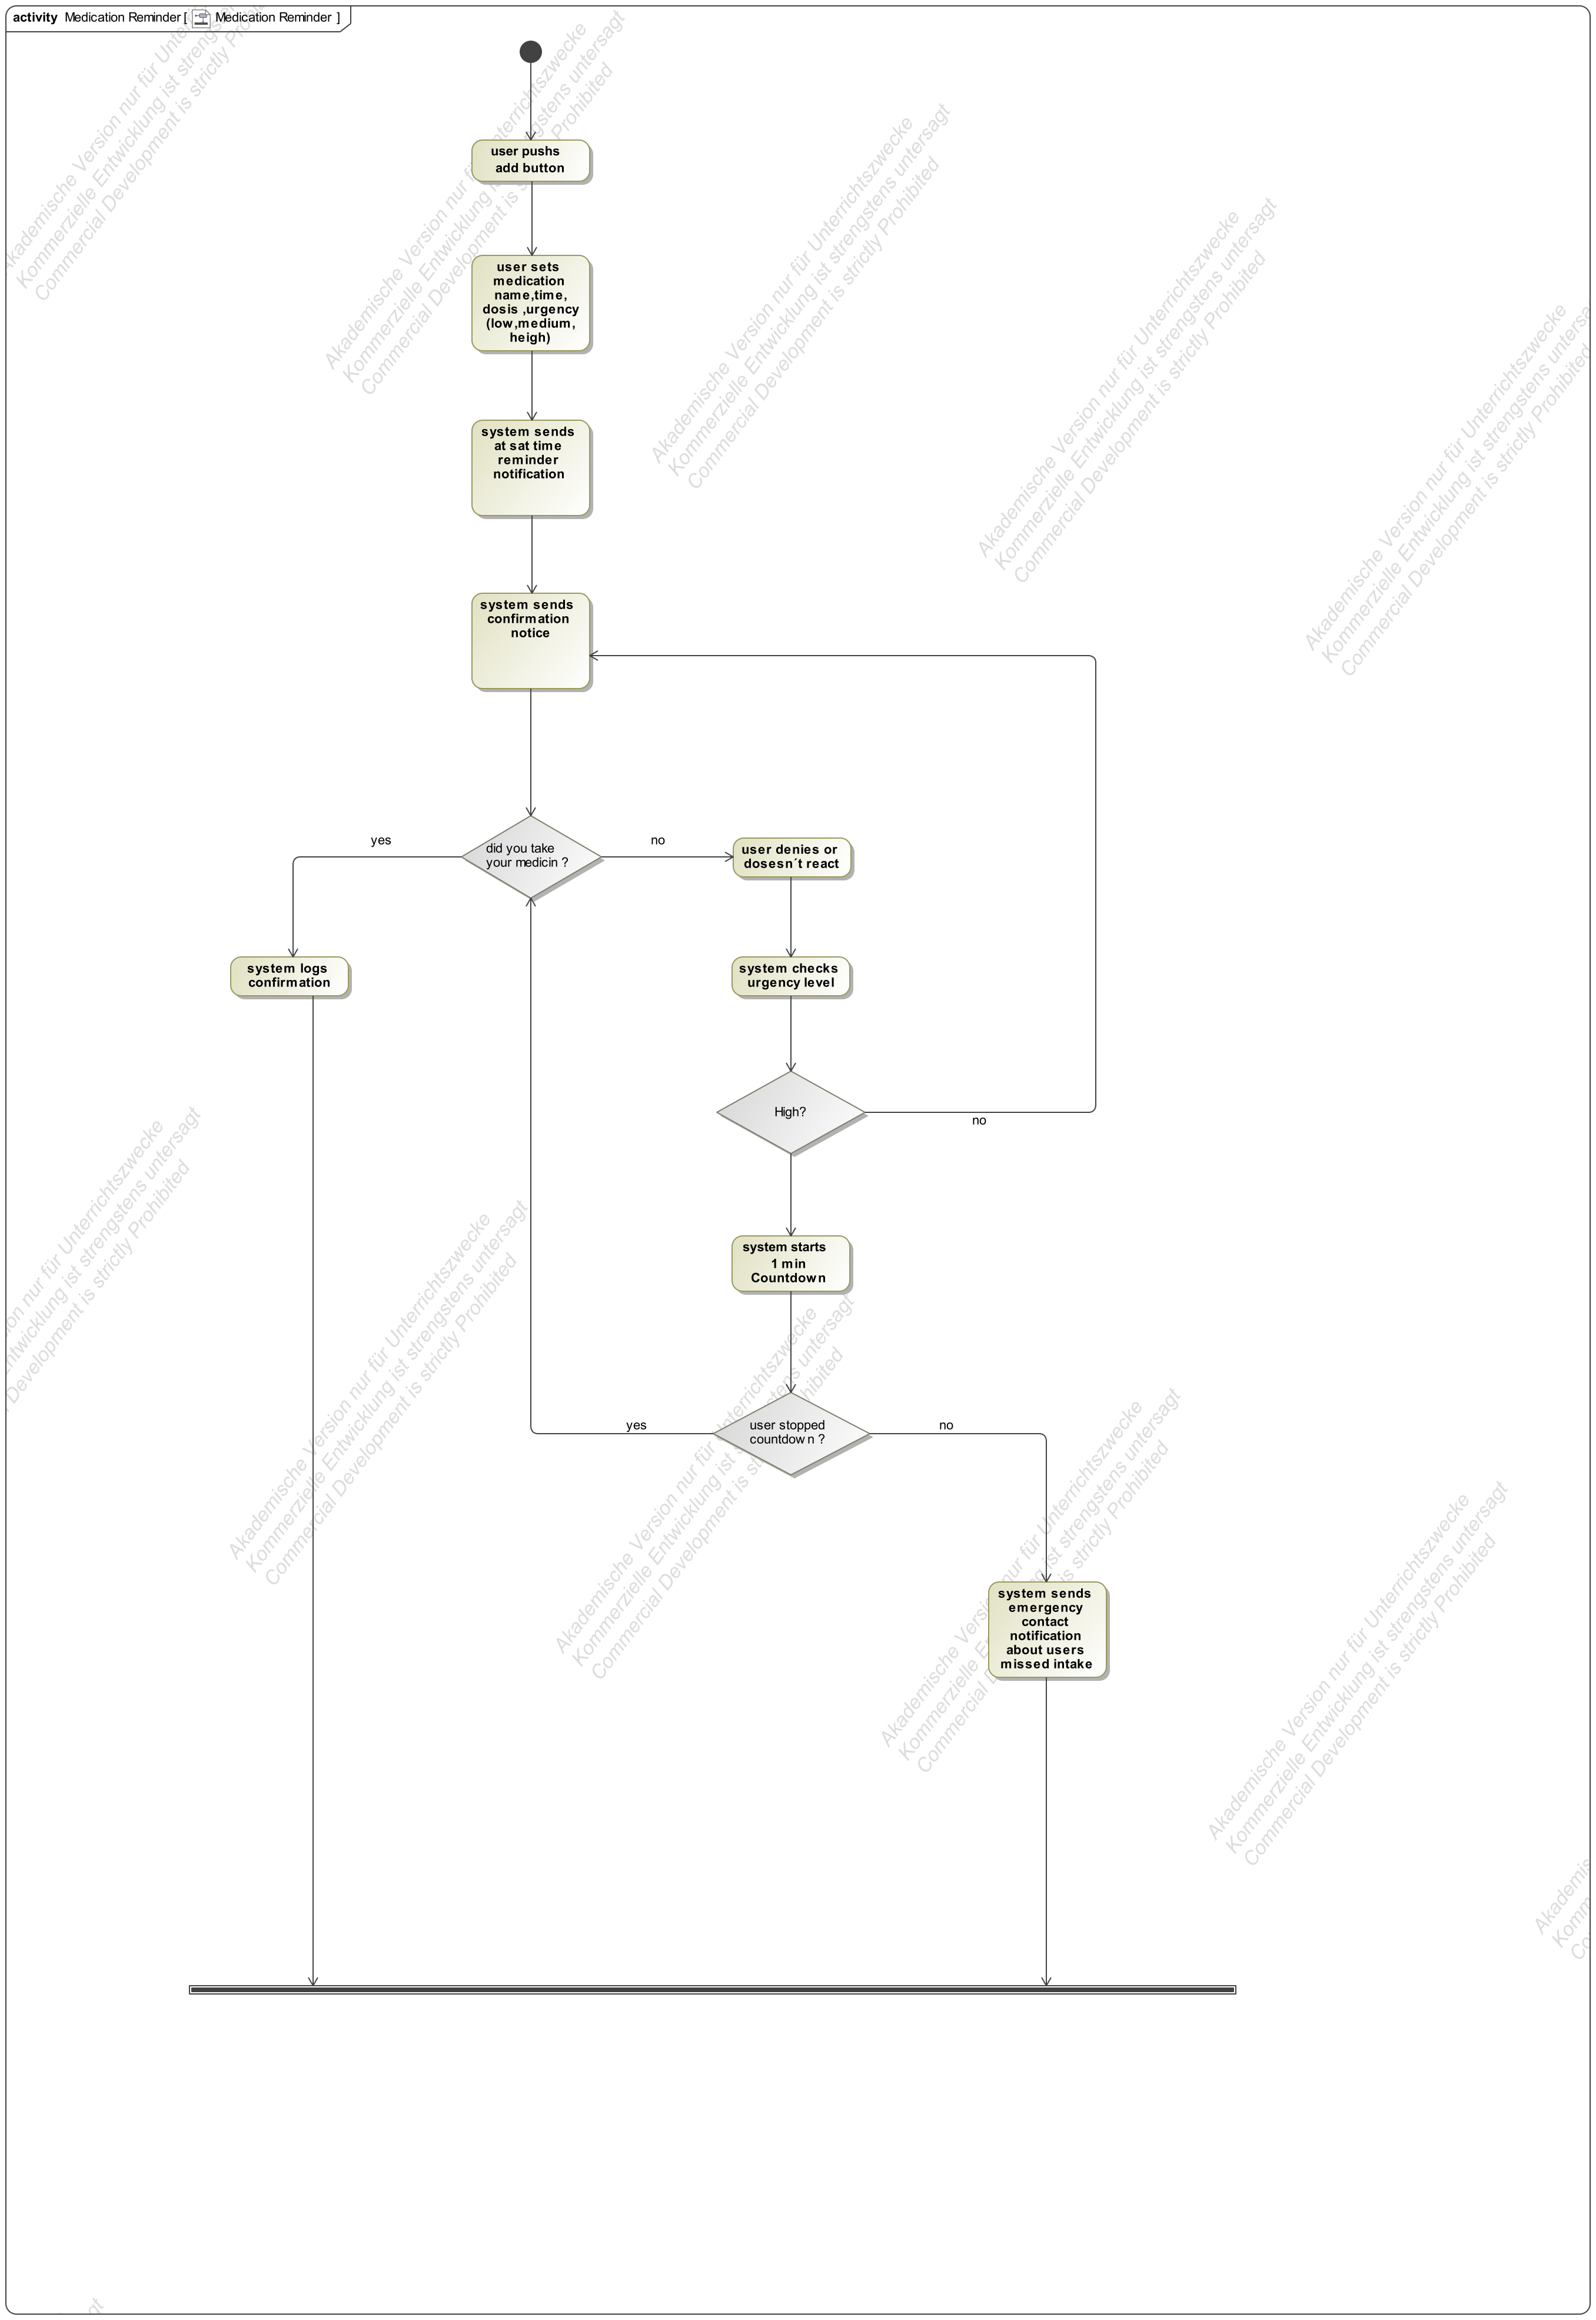 activity Medication Reminder [ Medication Reminder ]
user pushs
add button
user sets
medication
name,time,
dosis ,urgency
(low,medium,
heigh)
system sends
at sat time
reminder
notification
system sends
confirmation
notice
yes
did you take
your medicin ?
no
user denies or
dosesn´t react
system logs
confirmation
system checks
urgency level
High?
no
system starts
1 min
Countdown
yes
user stopped
countdown ?
no
system sends
emergency
contact
notification
about users
missed intake
Akademische Version nur für Unterrichtszwecke
Kommerzielle Entwicklung ist strengstens untersagt
Commercial Development is strictly Prohibited